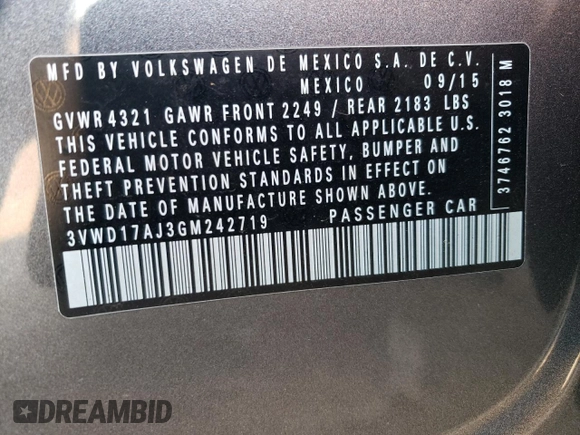 MFD BY VOLKSWAGEN DE MEXICO S.A. DE C.V.
MEXICO 09/15
GVWR 4321 GAWR FRONT 2249 / REAR 2183 LBS
THIS VEHICLE CONFORMS TO ALL APPLICABLE U.S.
FEDERAL MOTOR VEHICLE SAFETY, BUMPER AND
THEFT PREVENTION STANDARDS IN EFFECT ON
THE DATE OF MANUFACTURE SHOWN ABOVE.
3VWD17AJ3GM242719 PASSENGER CAR
3746762 3018 M
DREAMBID